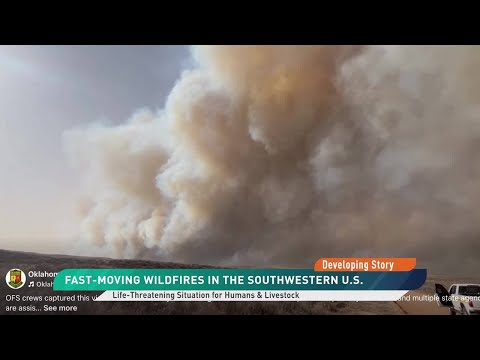 Developing Story
FAST-MOVING WILDFIRES IN THE SOUTHWESTERN U.S.
Life-Threatening Situation for Humans & Livestock
Oklahom
OFS crews captured this vi
and multiple state agen
are assis... See more